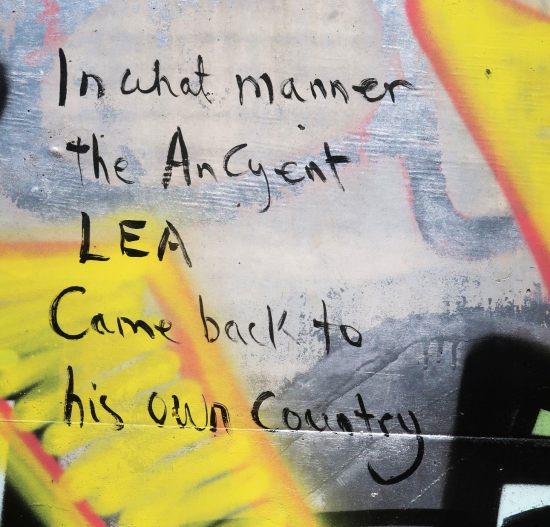 In what manner
the AnCyent
LEA
Came back to
his own Country